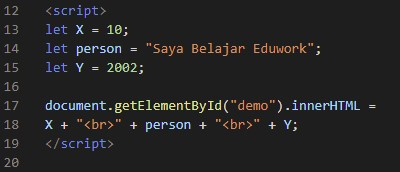 12 <script>
13 let X = 10;
14 let person = "Saya Belajar Eduwork";
15 let Y = 2002;
16
17 document.getElementById("demo").innerHTML =
18 X + "<br>" + person + "<br>" + Y;
19 </script>
20